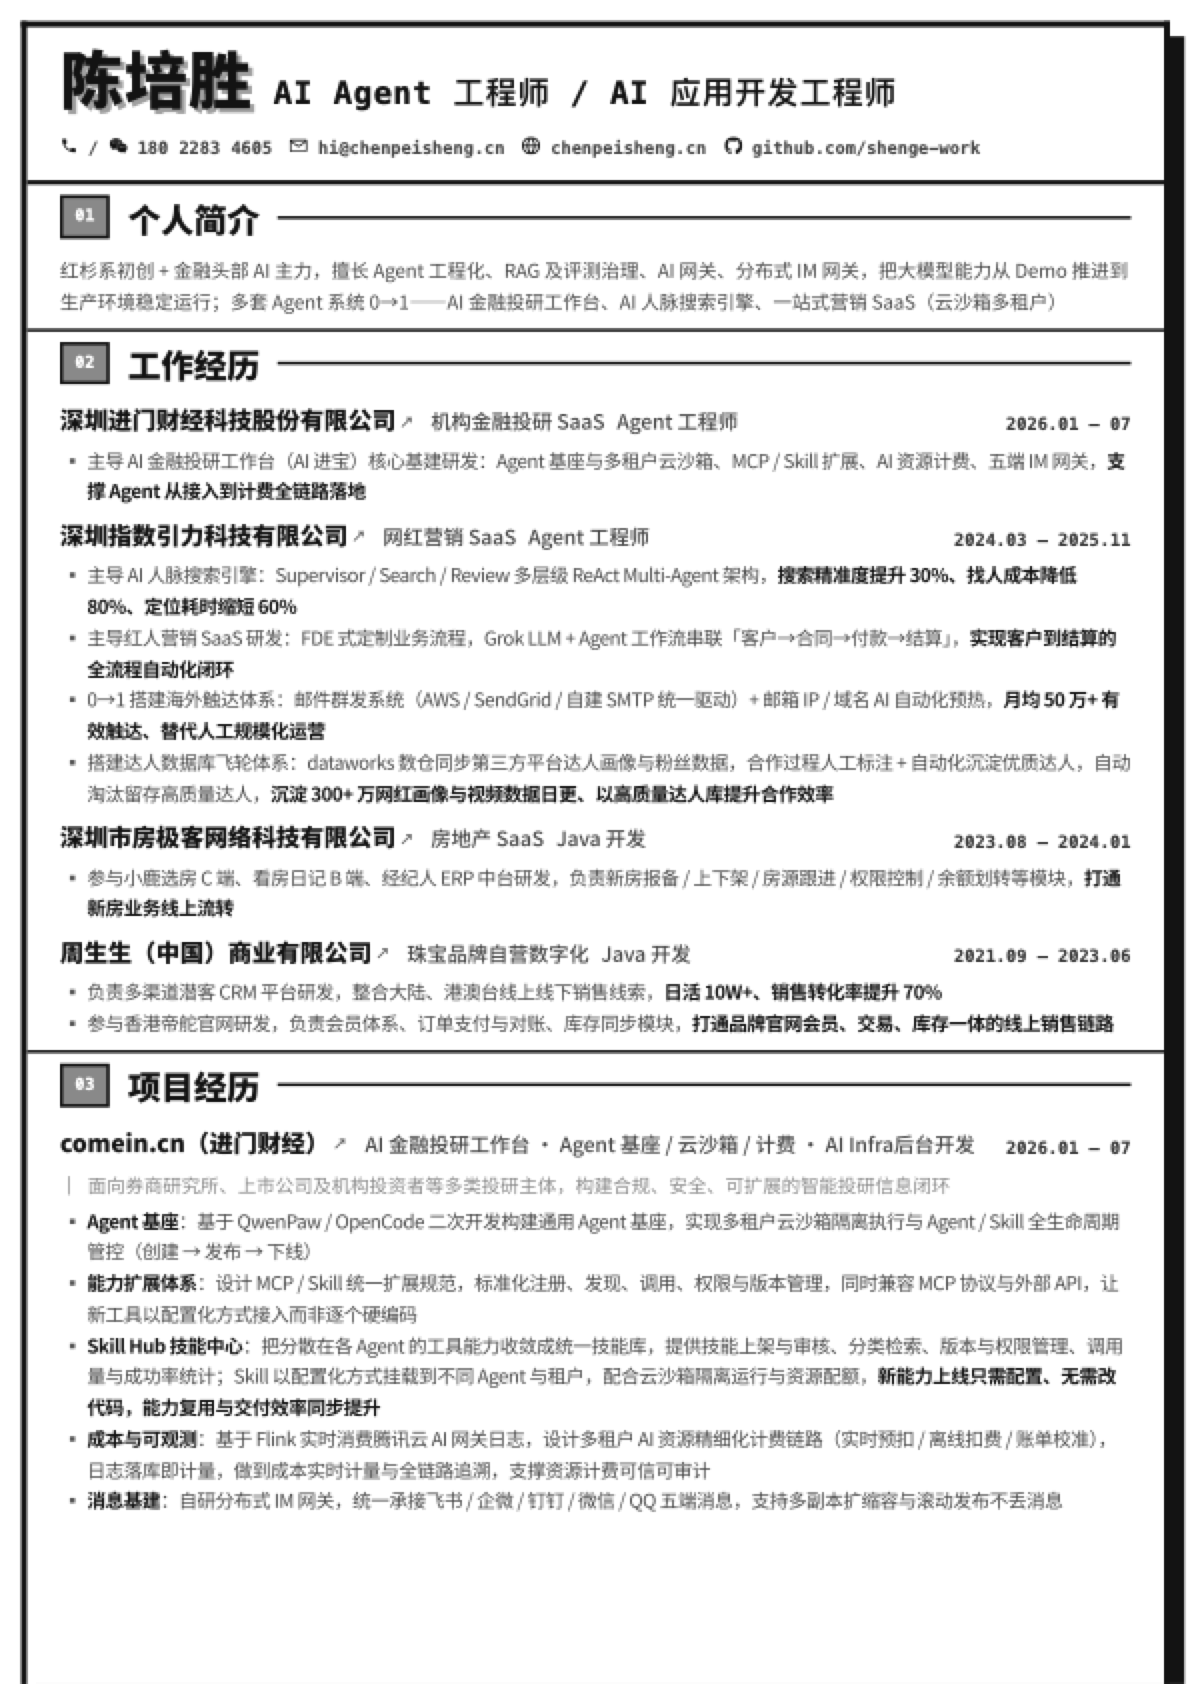 陈培胜 AI Agent 工程师 / AI 应用开发工程师
/ 180 2283 4605 hi@chenpeisheng.cn chenpeisheng.cn github.com/shenge-work
01 个人简介
红杉系初创 + 金融头部 AI 主力，擅长 Agent 工程化、RAG 及评测治理、AI 网关、分布式 IM 网关，把大模型能力从 Demo 推进到
生产环境稳定运行；多套 Agent 系统 0→1——AI 金融投研工作台、AI 人脉搜索引擎、一站式营销 SaaS（云沙箱多租户）
02 工作经历
深圳进门财经科技股份有限公司↗ 机构金融投研 SaaS Agent 工程师 2026.01 – 07
▪ 主导 AI 金融投研工作台（AI 进宝）核心基建研发：Agent 基座与多租户云沙箱、MCP / Skill 扩展、AI 资源计费、五端 IM 网关，支
撑 Agent 从接入到计费全链路落地
深圳指数引力科技有限公司↗ 网红营销 SaaS Agent 工程师 2024.03 – 2025.11
▪ 主导 AI 人脉搜索引擎：Supervisor / Search / Review 多层级 ReAct Multi-Agent 架构，搜索精准度提升 30%、找人成本降低
80%、定位耗时缩短 60%
▪ 主导红人营销 SaaS 研发：FDE 式定制业务流程，Grok LLM + Agent 工作流串联「客户→合同→付款→结算」，实现客户到结算的
全流程自动化闭环
▪ 0→1 搭建海外触达体系：邮件群发系统（AWS / SendGrid / 自建 SMTP 统一驱动）+ 邮箱 IP / 域名 AI 自动化预热，月均 50 万+ 有
效触达、替代人工规模化运营
▪ 搭建达人数据库飞轮体系：dataworks 数仓同步第三方平台达人画像与粉丝数据，合作过程人工标注 + 自动化沉淀优质达人，自动
淘汰留存高质量达人，沉淀 300+ 万网红画像与视频数据日更、以高质量达人库提升合作效率
深圳市房极客网络科技有限公司↗ 房地产 SaaS Java 开发 2023.08 – 2024.01
▪ 参与小鹿选房 C 端、看房日记 B 端、经纪人 ERP 中台研发，负责新房报备 / 上下架 / 房源跟进 / 权限控制 / 余额划转等模块，打通
新房业务线上流转
周生生（中国）商业有限公司↗ 珠宝品牌自营数字化 Java 开发 2021.09 – 2023.06
▪ 负责多渠道潜客 CRM 平台研发，整合大陆、港澳台线上线下销售线索，日活 10W+、销售转化率提升 70%
▪ 参与香港帝舵官网研发，负责会员体系、订单支付与对账、库存同步模块，打通品牌官网会员、交易、库存一体的线上销售链路
03 项目经历
comein.cn（进门财经）↗ AI 金融投研工作台 · Agent 基座 / 云沙箱 / 计费 · AI Infra后台开发 2026.01 – 07
| 面向券商研究所、上市公司及机构投资者等多类投研主体，构建合规、安全、可扩展的智能投研信息闭环
▪ Agent 基座：基于 QwenPaw / OpenCode 二次开发构建通用 Agent 基座，实现多租户云沙箱隔离执行与 Agent / Skill 全生命周期
管控（创建 → 发布 → 下线）
▪ 能力扩展体系：设计 MCP / Skill 统一扩展规范，标准化注册、发现、调用、权限与版本管理，同时兼容 MCP 协议与外部 API，让
新工具以配置化方式接入而非逐个硬编码
▪ Skill Hub 技能中心：把分散在各 Agent 的工具能力收敛成统一技能库，提供技能上架与审核、分类检索、版本与权限管理、调用
量与成功率统计；Skill 以配置化方式挂载到不同 Agent 与租户，配合云沙箱隔离运行与资源配额，新能力上线只需配置、无需改
代码，能力复用与交付效率同步提升
▪ 成本与可观测：基于 Flink 实时消费腾讯云 AI 网关日志，设计多租户 AI 资源精细化计费链路（实时预扣 / 离线扣费 / 账单校准），
日志落库即计量，做到成本实时计量与全链路追溯，支撑资源计费可信可审计
▪ 消息基建：自研分布式 IM 网关，统一承接飞书 / 企微 / 钉钉 / 微信 / QQ 五端消息，支持多副本扩缩容与滚动发布不丢消息